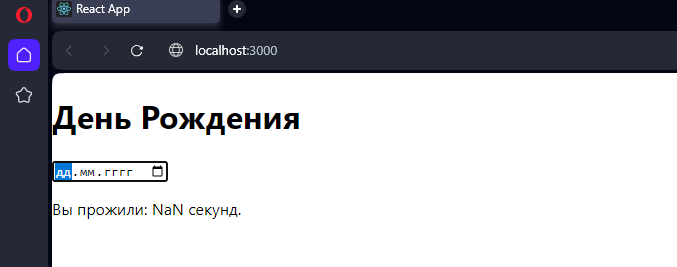 React App
localhost:3000
День Рождения
дд.мм.гггг
Вы прожили: NaN секунд.